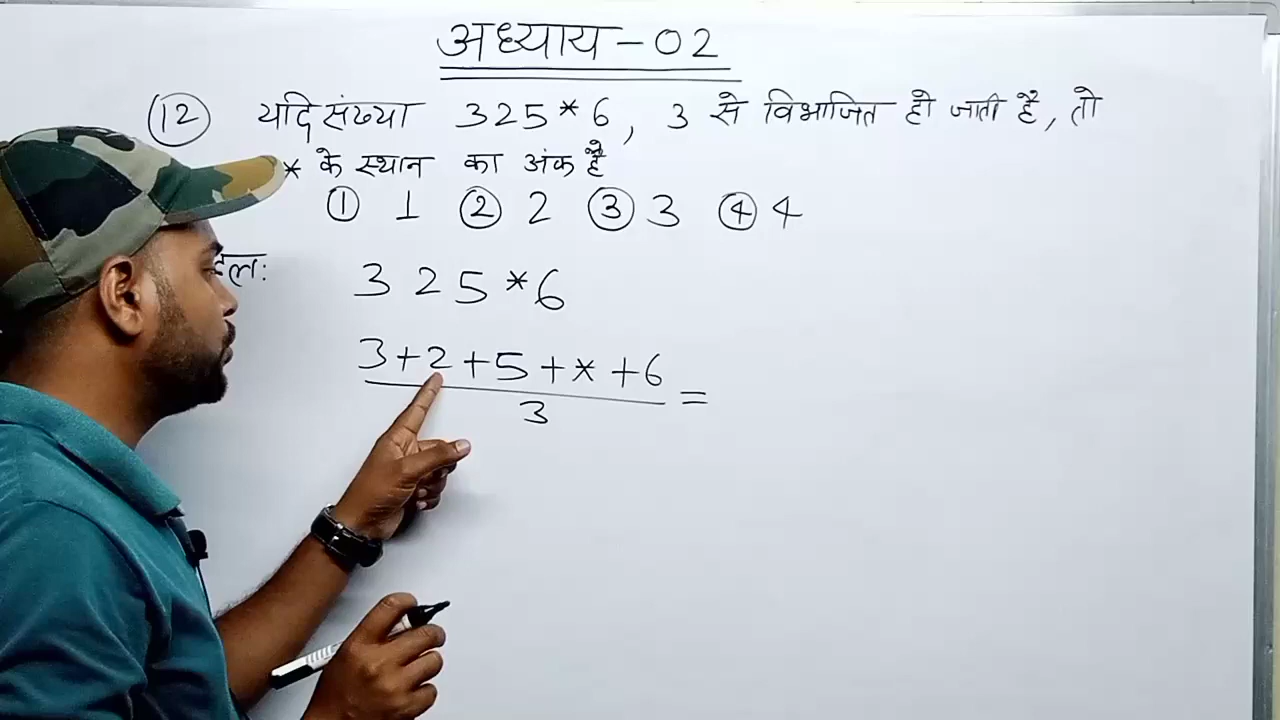 अध्याय - 02
(12) यदि संख्या 325*6, 3 से विभाजित हो जाती है, तो
* के स्थान का अंक है
(1) 1 (2) 2 (3) 3 (4) 4
हल:
325*6
3+2+5+*+6 =
3